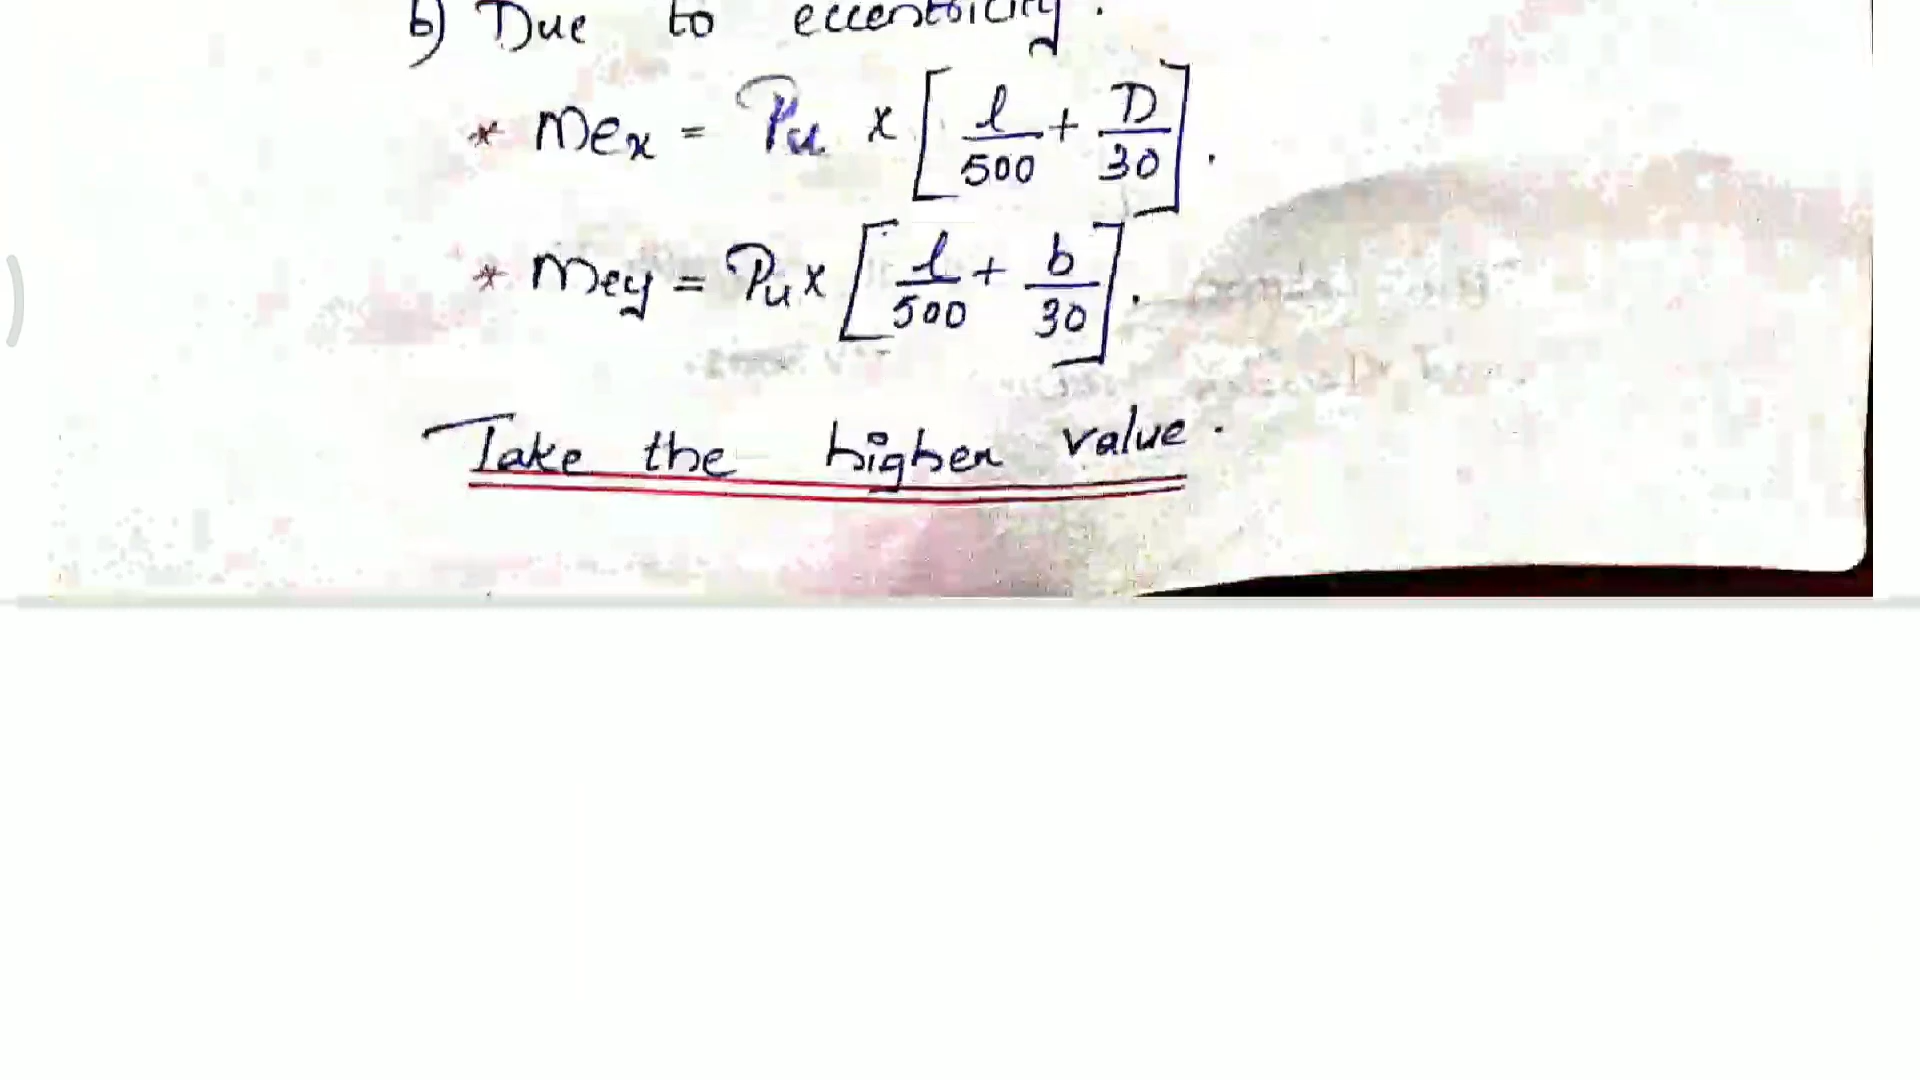 b) Due to eccentricity.
* Mex = Pu x [l/500 + D/30].
* Mey = Pu x [l/500 + b/30].
Take the higher value.